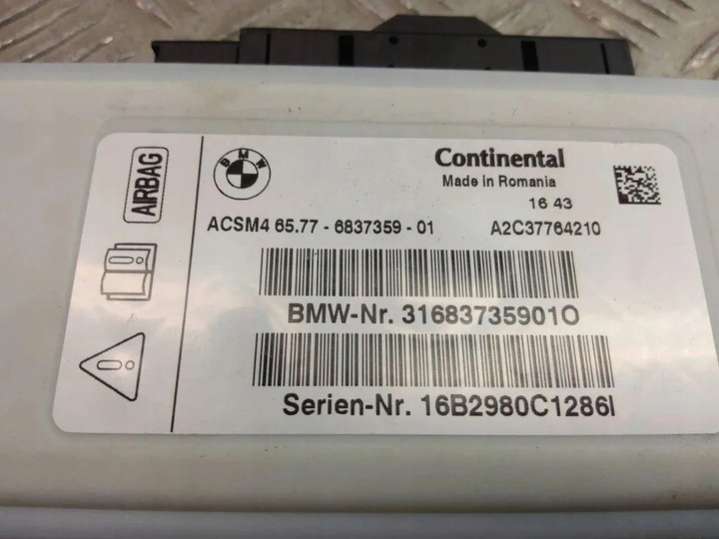 AIRBAG
BMW
Continental
Made in Romania
16 43
ACSM4 65.77 - 6837359 - 01
A2C37764210
BMW-Nr. 31683735901O
Serien-Nr. 16B2980C1286I